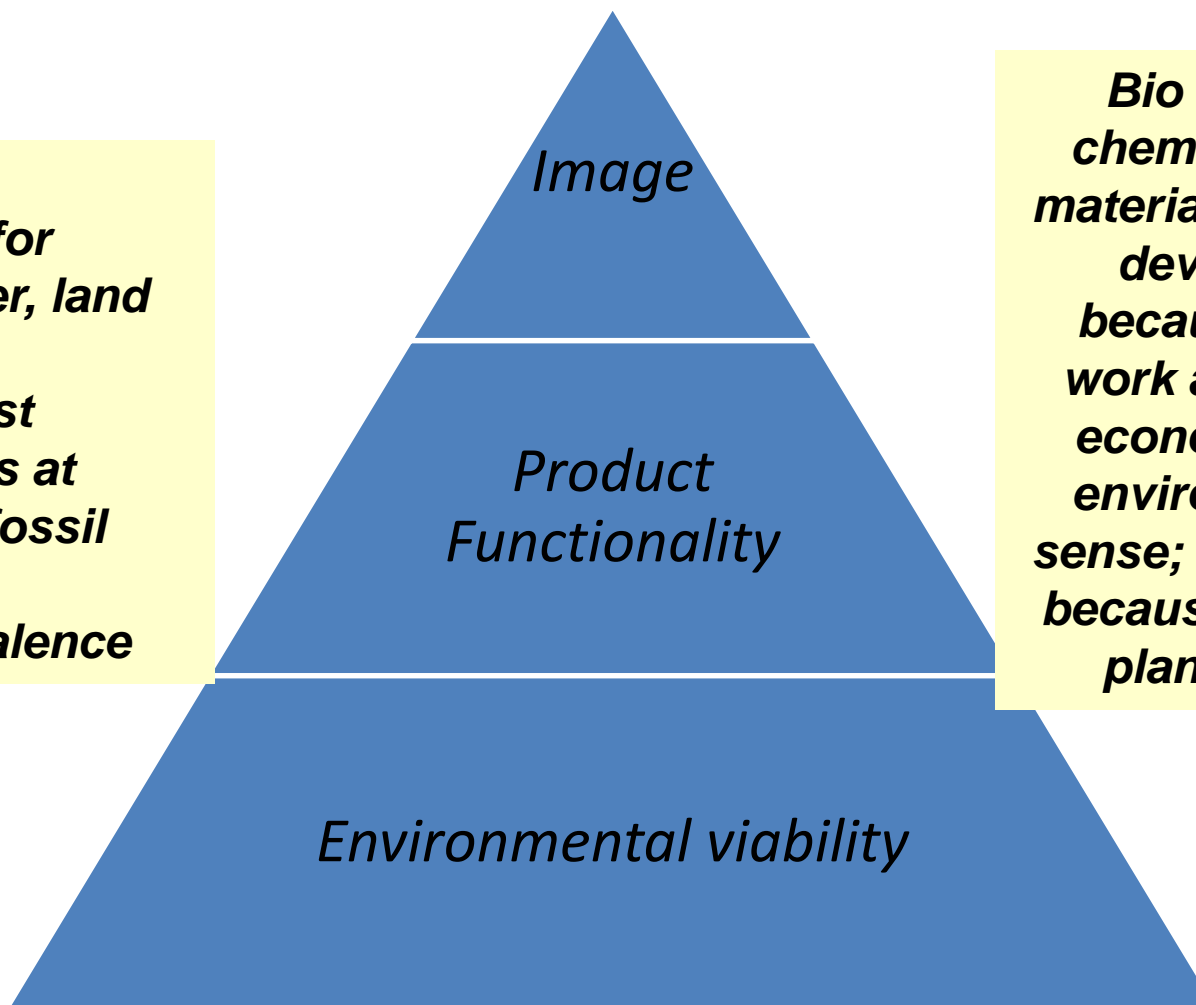 for
er, land
st
s at
fossil
alence
Image
Product
Functionality
Environmental viability
Bio
chem
materia
dev
becau
work a
econo
enviro
sense;
becaus
plan